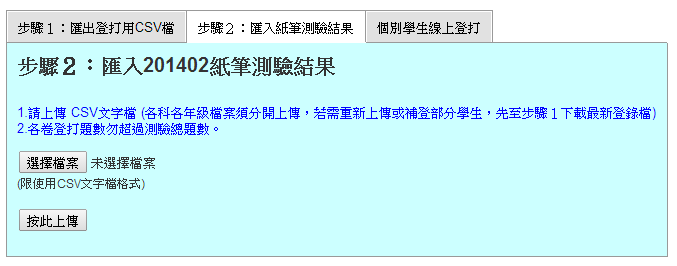 步驟1：匯出登打用CSV檔 步驟2：匯入紙筆測驗結果 個別學生線上登打
步驟２：匯入201402紙筆測驗結果
1.請上傳 CSV文字檔 (各科各年級檔案須分開上傳，若需重新上傳或補登部分學生，先至步驟1下載最新登錄檔)
2.各卷登打題數勿超過測驗總題數。
選擇檔案 未選擇檔案
(限使用CSV文字檔格式)
按此上傳